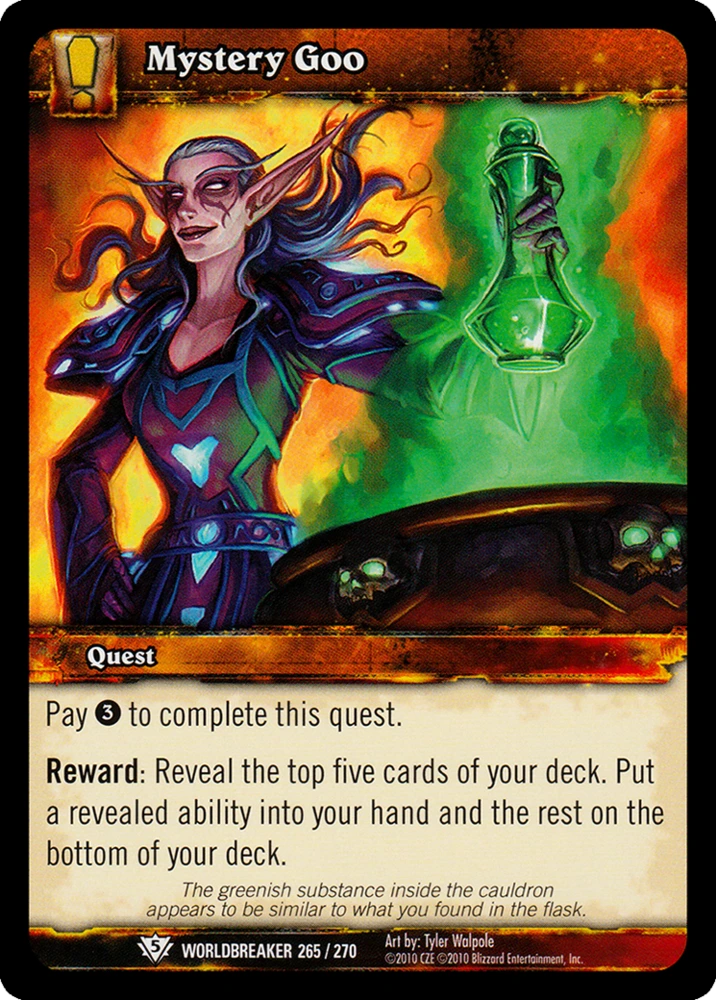 Mystery Goo
Quest
Pay 3 to complete this quest.
Reward: Reveal the top five cards of your deck. Put
a revealed ability into your hand and the rest on the
bottom of your deck.
The greenish substance inside the cauldron
appears to be similar to what you found in the flask.
5 WORLDBREAKER 265 / 270
Art by: Tyler Walpole
©2010 CZE ©2010 Blizzard Entertainment, Inc.